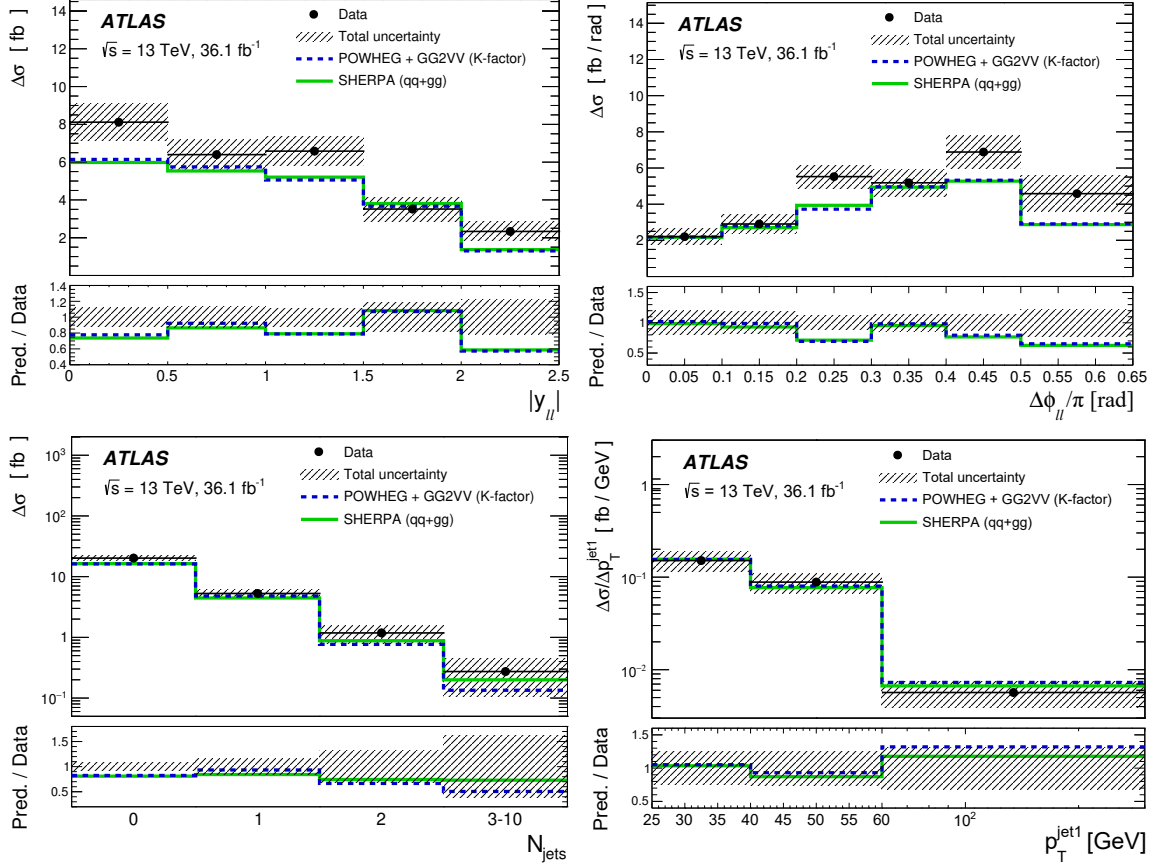 Δσ [ fb ]
14
12
10
8
6
4
2
ATLAS
√s = 13 TeV, 36.1 fb⁻¹
Data
Total uncertainty
POWHEG + GG2VV (K-factor)
SHERPA (qq+gg)
Pred. / Data
1.4
1.2
1.0
0.8
0.6
0.4
0 0.5 1 1.5 2 2.5
|y_ll|
Δσ [ fb / rad ]
14
12
10
8
6
4
2
ATLAS
√s = 13 TeV, 36.1 fb⁻¹
Data
Total uncertainty
POWHEG + GG2VV (K-factor)
SHERPA (qq+gg)
Pred. / Data
1.5
1
0.5
0 0.05 0.1 0.15 0.2 0.25 0.3 0.35 0.4 0.45 0.5 0.55 0.6 0.65
Δϕ_ll/π [rad]
Δσ [ fb ]
10³
10²
10
1
10⁻¹
ATLAS
√s = 13 TeV, 36.1 fb⁻¹
Data
Total uncertainty
POWHEG + GG2VV (K-factor)
SHERPA (qq+gg)
Pred. / Data
1.5
1
0.5
0 1 2 3-10
N_jets
Δσ/Δp_T^jet1 [ fb / GeV ]
1
10⁻¹
10⁻²
ATLAS
√s = 13 TeV, 36.1 fb⁻¹
Data
Total uncertainty
POWHEG + GG2VV (K-factor)
SHERPA (qq+gg)
Pred. / Data
1.5
1
0.5
25 30 35 40 45 50 55 60 10²
p_T^jet1 [GeV]